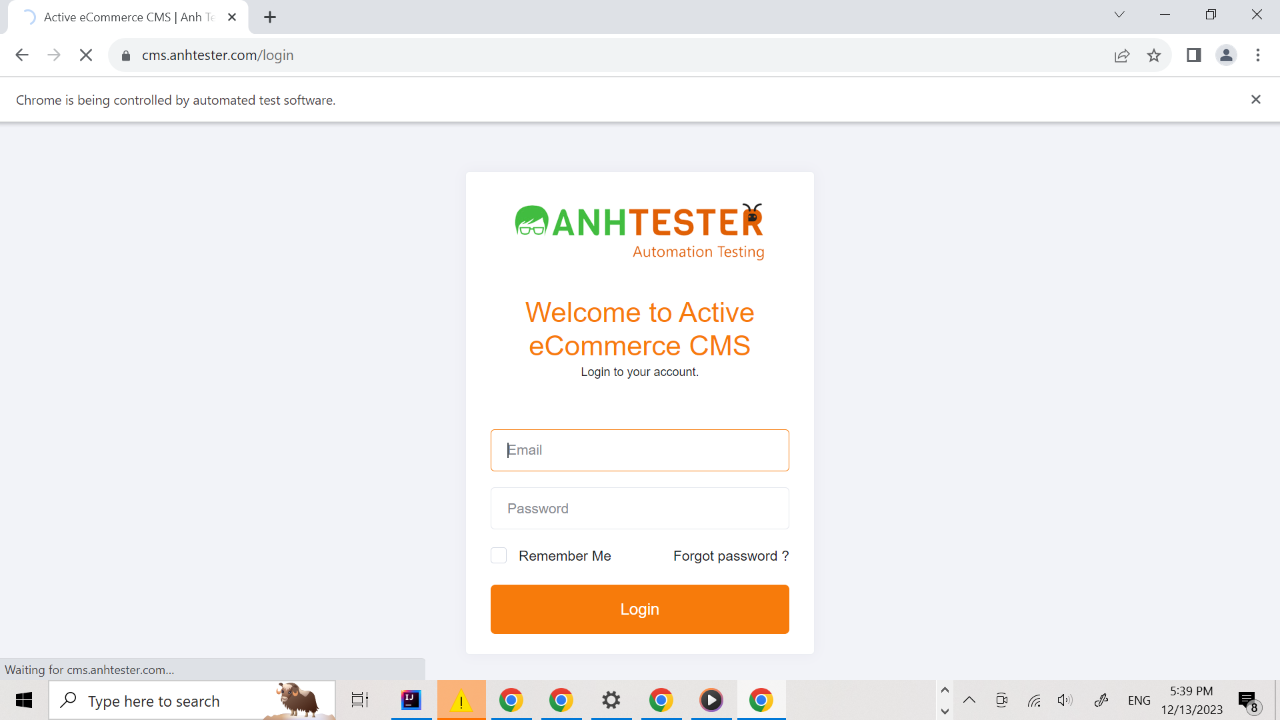 Active eCommerce CMS | Anh Te
cms.anhtester.com/login
Chrome is being controlled by automated test software.
ANHTESTER
Automation Testing
Welcome to Active
eCommerce CMS
Login to your account.
Email
Password
Remember Me
Forgot password ?
Login
Waiting for cms.anhtester.com...
Type here to search
IJ
ENG
5:39 PM
12/13/2023
8